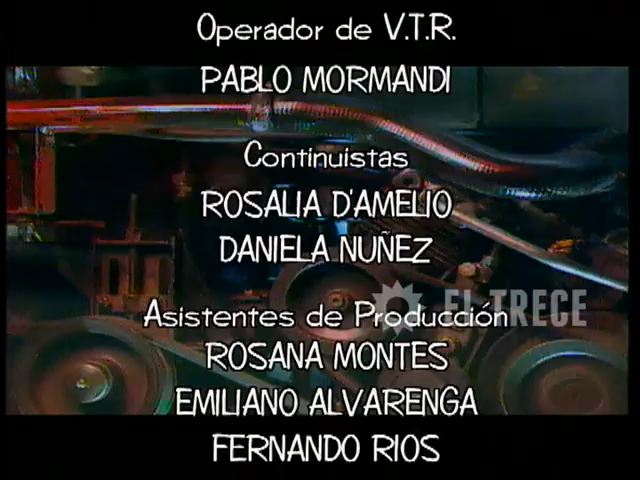 Operador de V.T.R.
PABLO MORMANDI
Continuistas
ROSALIA D'AMELIO
DANIELA NUÑEZ
EL TRECE
Asistentes de Producción
ROSANA MONTES
EMILIANO ALVARENGA
FERNANDO RIOS